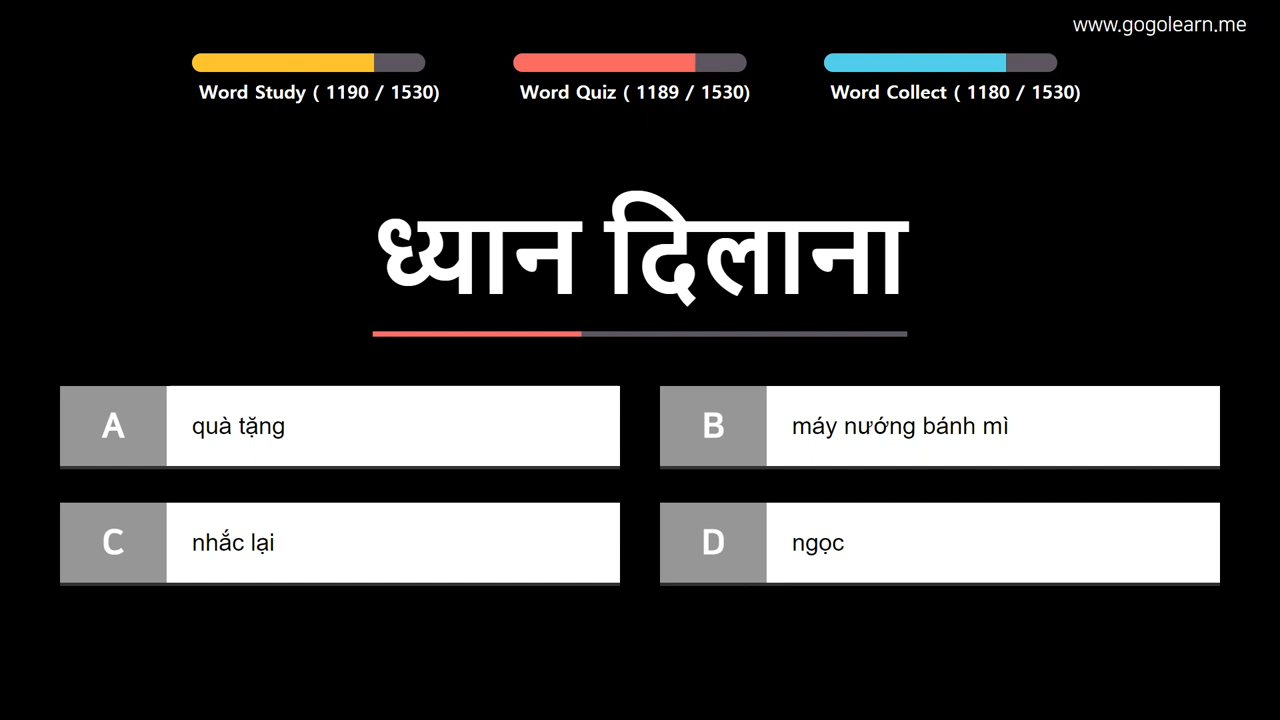 www.gogolearn.me
Word Study ( 1190 / 1530)
Word Quiz ( 1189 / 1530)
Word Collect ( 1180 / 1530)
ध्यान दिलाना
A quà tặng
B máy nướng bánh mì
C nhắc lại
D ngọc